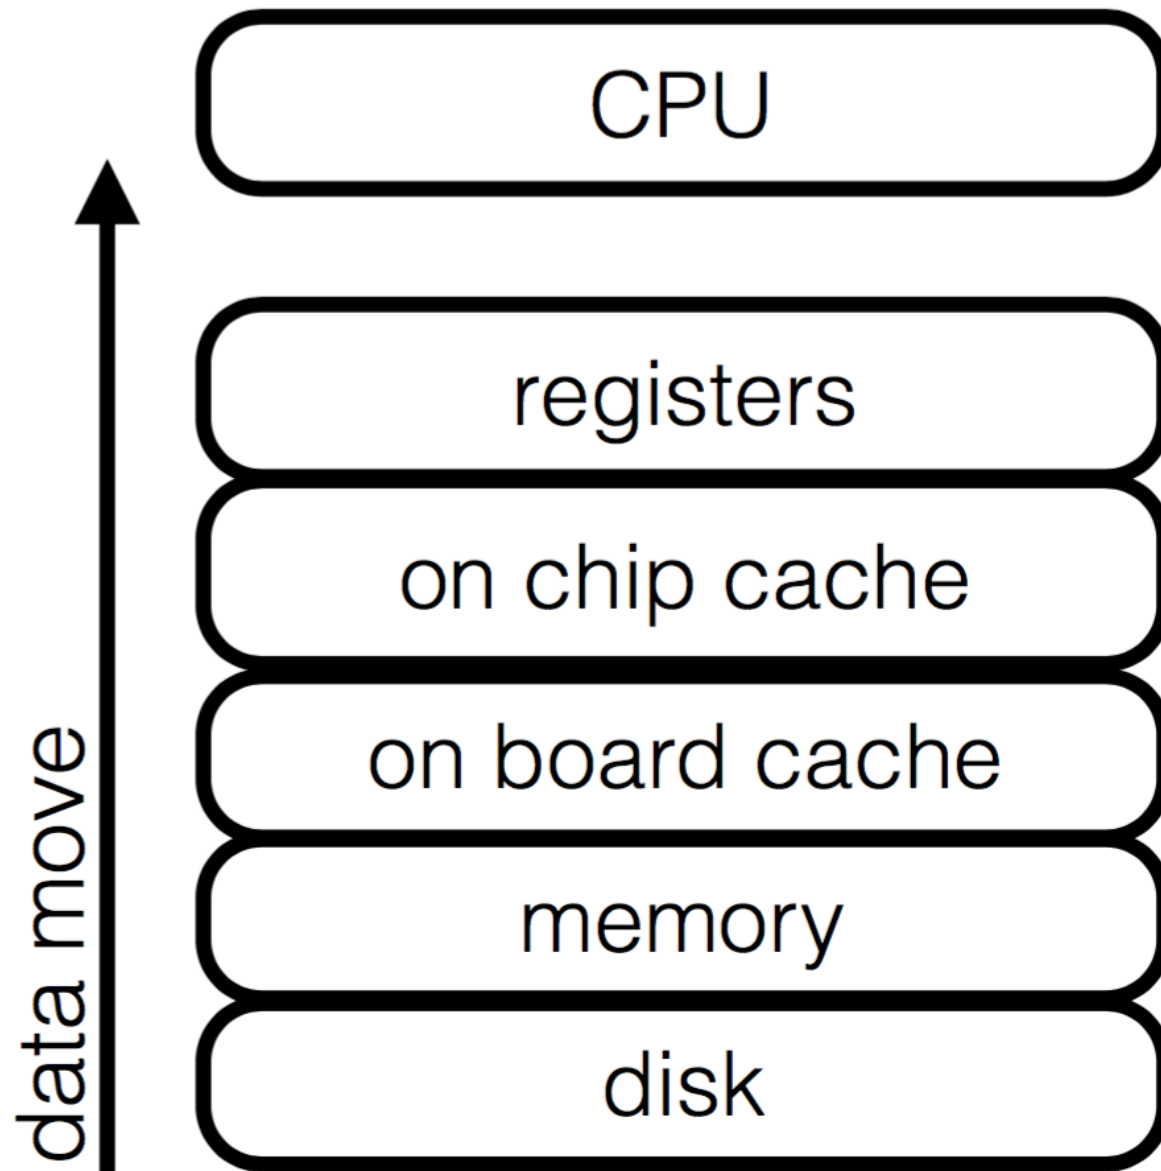 CPU
registers
on chip cache
on board cache
memory
disk
data move